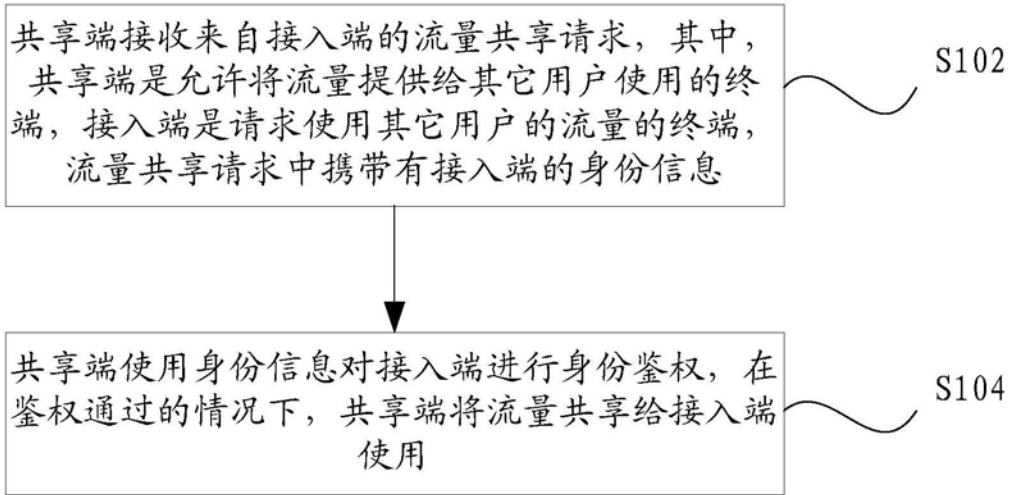 共享端接收来自接入端的流量共享请求，其中，
共享端是允许将流量提供给其它用户使用的终
端，接入端是请求使用其它用户的流量的终端，
流量共享请求中携带有接入端的身份信息
S102
共享端使用身份信息对接入端进行身份鉴权，在
鉴权通过的情况下，共享端将流量共享给接入端
使用
S104